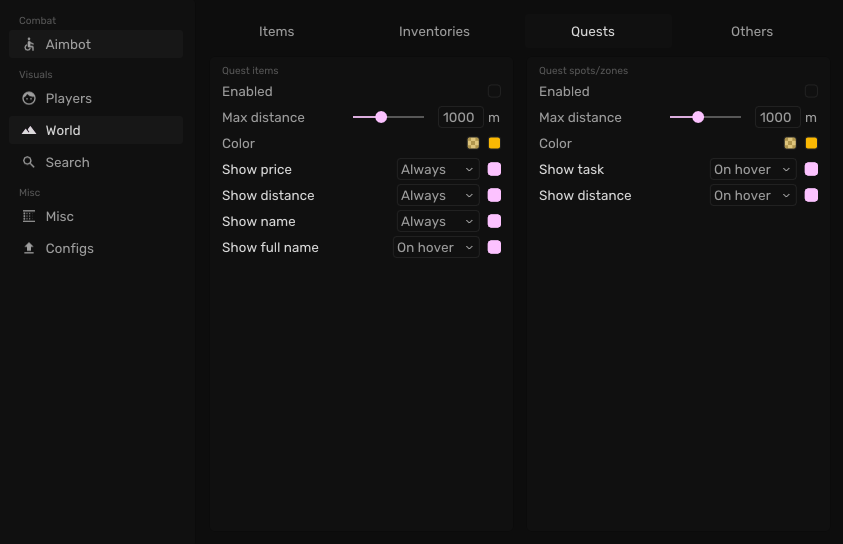 Combat
Aimbot
Visuals
Players
World
Search
Misc
Misc
Configs
Items
Inventories
Quests
Others
Quest items
Enabled
Max distance
1000 m
Color
Show price
Always
Show distance
Always
Show name
Always
Show full name
On hover
Quest spots/zones
Enabled
Max distance
1000 m
Color
Show task
On hover
Show distance
On hover